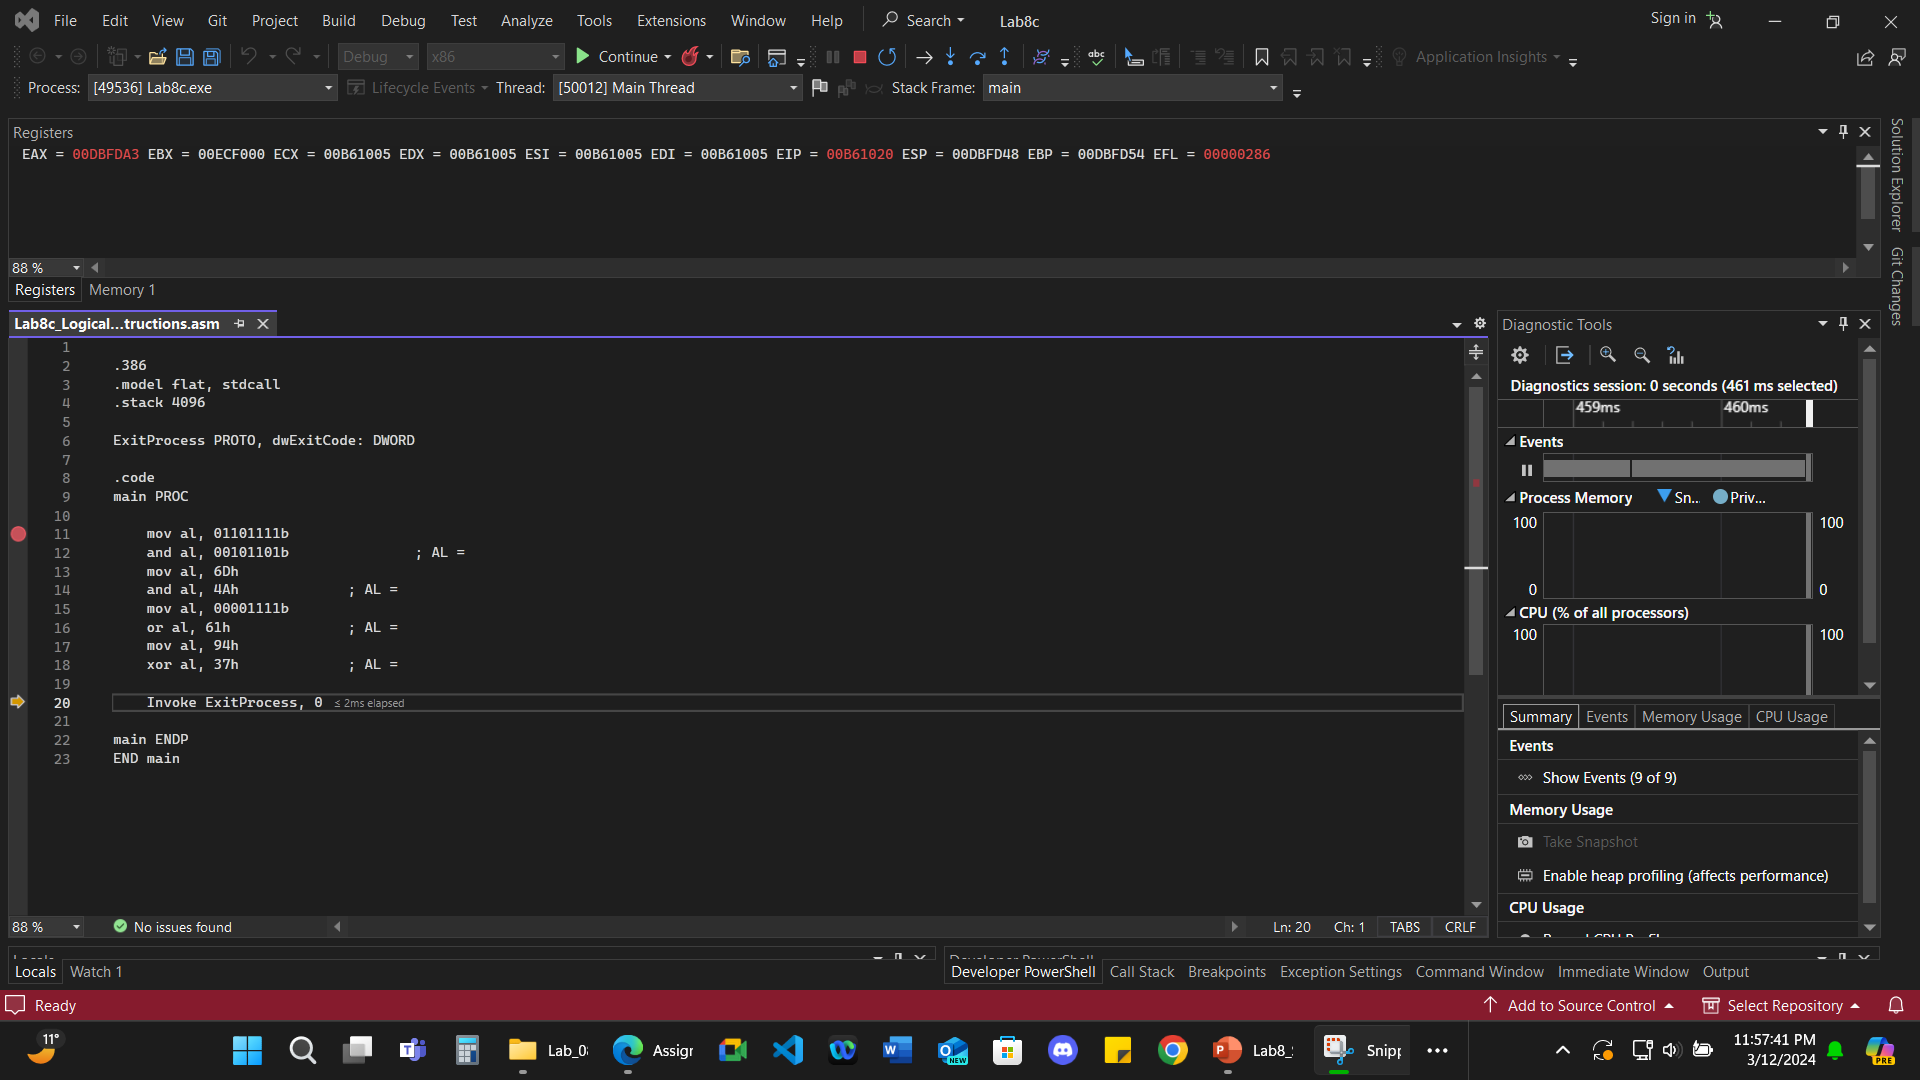 File Edit View Git Project Build Debug Test Analyze Tools Extensions Window Help Search Lab8c Sign in
Debug x86 Continue Application Insights
Process: [49536] Lab8c.exe Lifecycle Events Thread: [50012] Main Thread Stack Frame: main
Registers
EAX = 00DBFDA3 EBX = 00ECF000 ECX = 00B61005 EDX = 00B61005 ESI = 00B61005 EDI = 00B61005 EIP = 00B61020 ESP = 00DBFD48 EBP = 00DBFD54 EFL = 00000286
88 %
Registers Memory 1
Solution Explorer
Git Changes
Lab8c_Logical...tructions.asm
1
2 .386
3 .model flat, stdcall
4 .stack 4096
5
6 ExitProcess PROTO, dwExitCode: DWORD
7
8 .code
9 main PROC
10
11 mov al, 01101111b
12 and al, 00101101b ; AL =
13 mov al, 6Dh
14 and al, 4Ah ; AL =
15 mov al, 00001111b
16 or al, 61h ; AL =
17 mov al, 94h
18 xor al, 37h ; AL =
19
20 Invoke ExitProcess, 0 ≤ 2ms elapsed
21
22 main ENDP
23 END main
88 % No issues found Ln: 20 Ch: 1 TABS CRLF
Diagnostic Tools
Diagnostics session: 0 seconds (461 ms selected)
459ms 460ms
Events
Process Memory Sn... Priv...
100 100
0 0
CPU (% of all processors)
100 100
Summary Events Memory Usage CPU Usage
Events
Show Events (9 of 9)
Memory Usage
Take Snapshot
Enable heap profiling (affects performance)
CPU Usage
Locals Watch 1
Developer PowerShell Call Stack Breakpoints Exception Settings Command Window Immediate Window Output
Ready Add to Source Control Select Repository
11° Lab_0 Assigr NEW Lab8_ Snipp 11:57:41 PM
3/12/2024 PRE